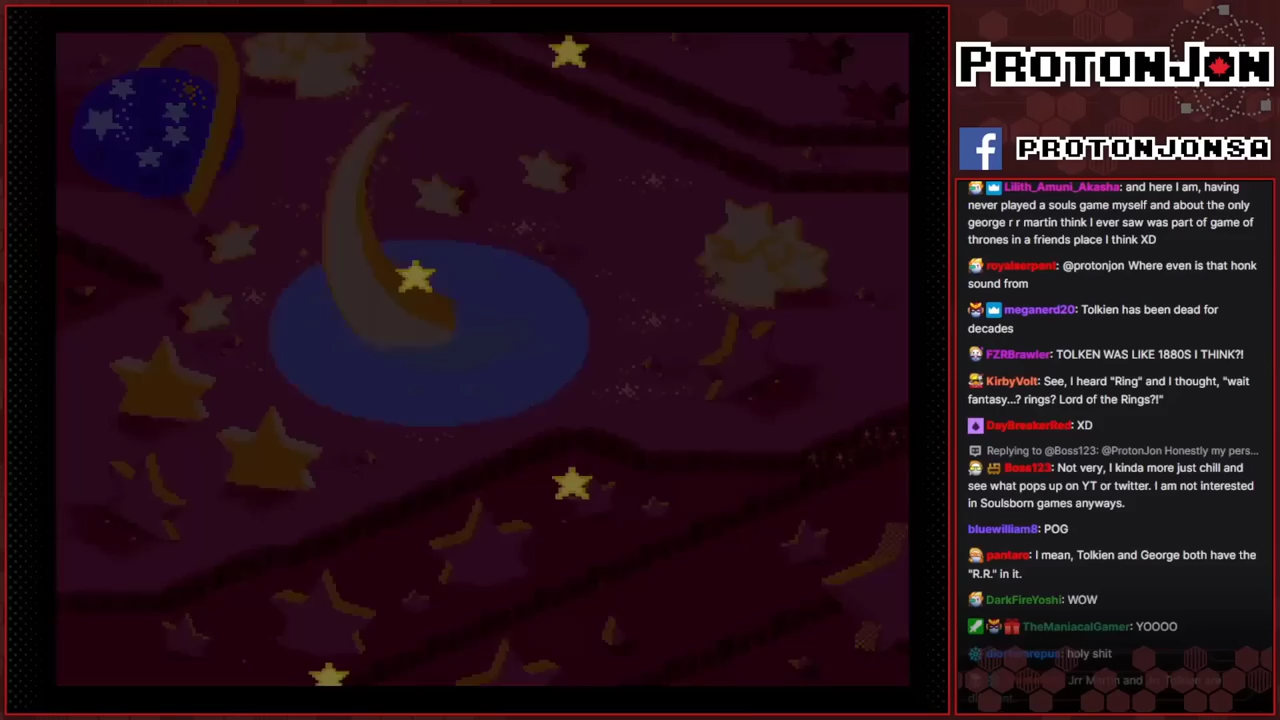 PROTONJON
PROTONJONSA
Lilith_Amuni_Akasha: and here I am, having
never played a souls game myself and about the only
george r r martin think I ever saw was part of game of
thrones in a friends place I think XD
royalserpent: @protonjon Where even is that honk
sound from
meganerd20: Tolkien has been dead for
decades
FZRBrawler: TOLKEN WAS LIKE 1880S I THINK?!
KirbyVolt: See, I heard "Ring" and I thought, "wait
fantasy...? rings? Lord of the Rings?!"
DayBreakerRed: XD
Replying to @Boss123: @ProtonJon Honestly my pers...
Boss123: Not very, I kinda more just chill and
see what pops up on YT or twitter. I am not interested
in Soulsborn games anyways.
bluewilliam8: POG
pantaro: I mean, Tolkien and George both have the
"R.R." in it.
DarkFireYoshi: WOW
TheManiacalGamer: YOOOO
holy shit
Jrr Martin and Jrr Tolkien are